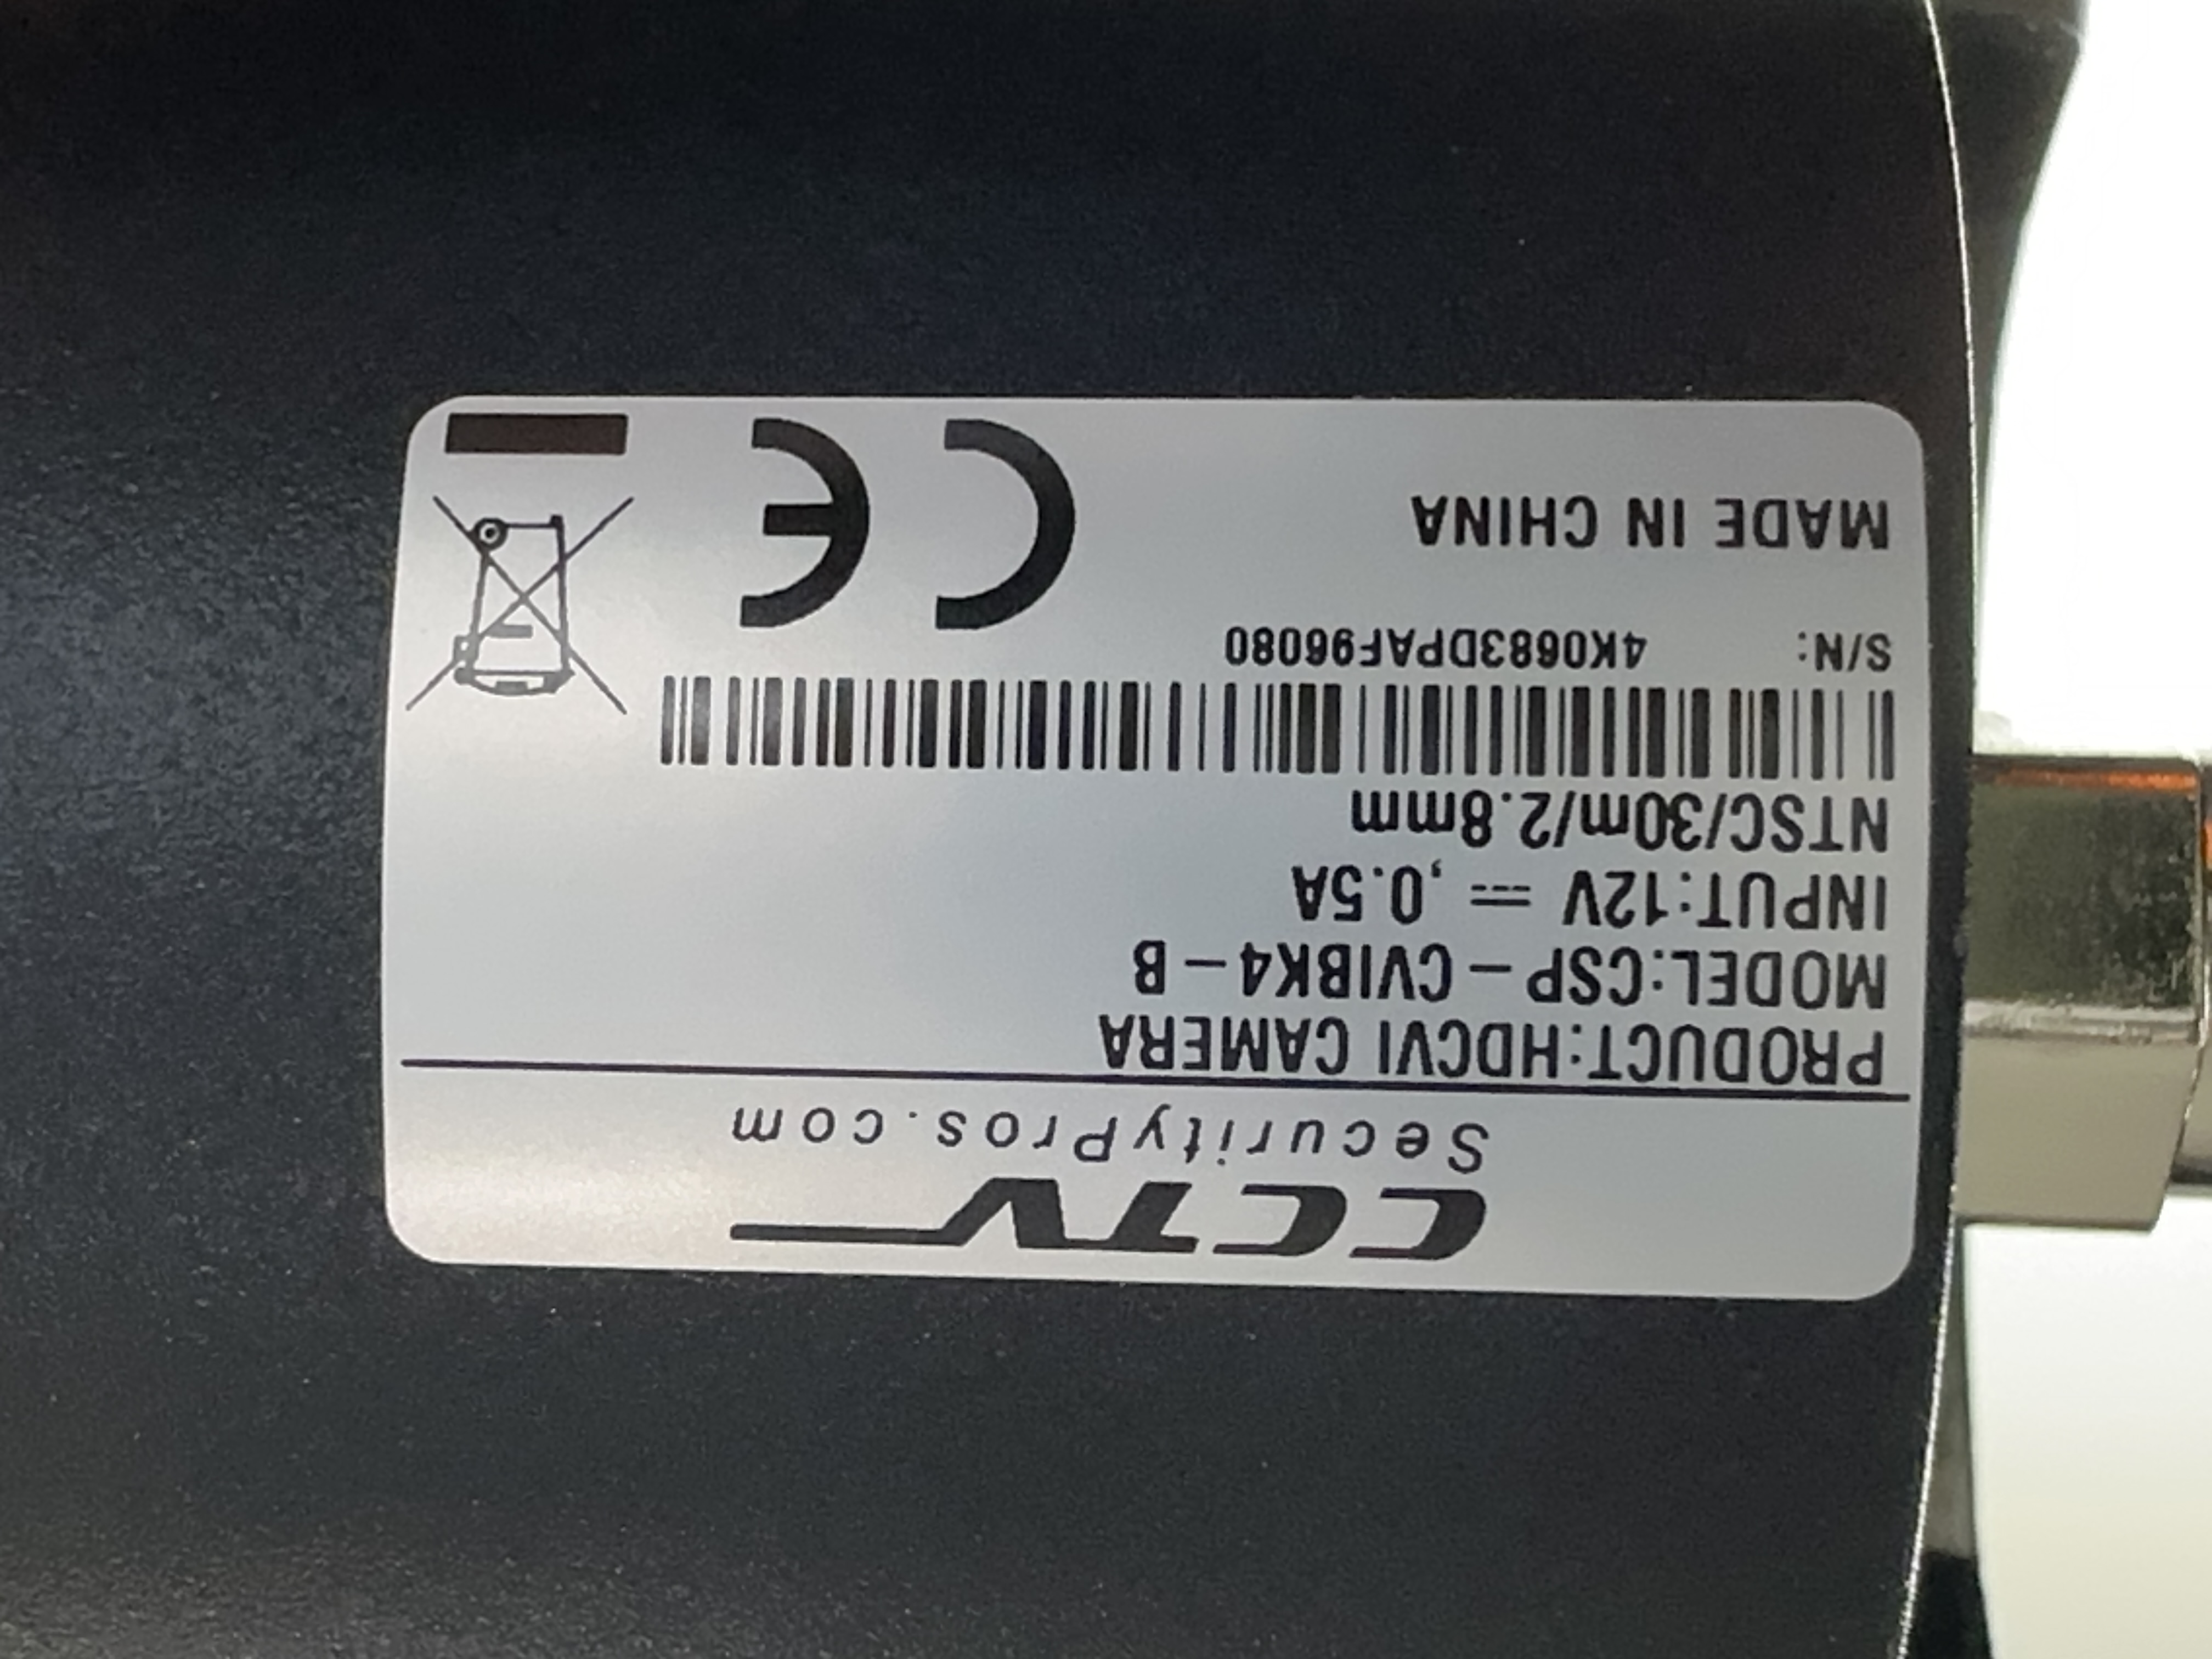 CCTV
SecurityPros.com
PRODUCT:HDCVI CAMERA
MODEL:CSP-CVIBK4-B
INPUT:12V ⎓ ,0.5A
NTSC/30m/2.8mm
S/N: 4K0683DPAF96080
MADE IN CHINA
CE